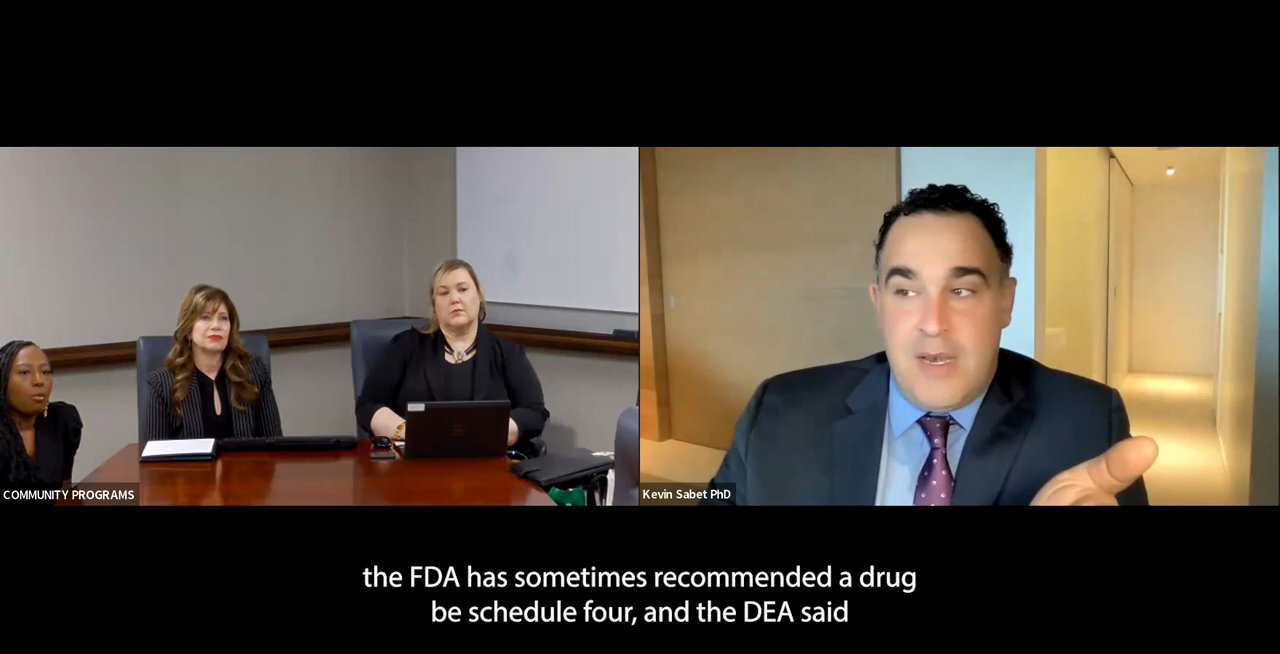 COMMUNITY PROGRAMS
Kevin Sabet PhD
the FDA has sometimes recommended a drug
be schedule four, and the DEA said